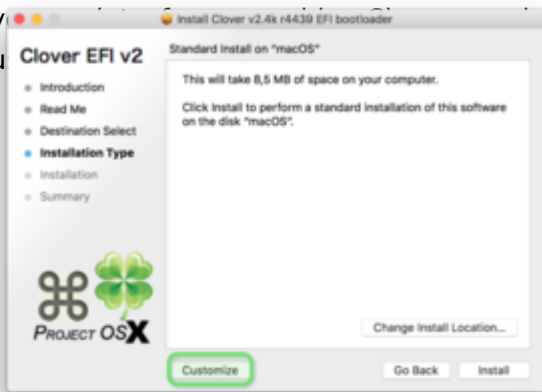 Install Clover v2.4k r4439 EFI bootloader
Clover EFI v2
Standard Install on "macOS"
Introduction
Read Me
Destination Select
Installation Type
Installation
Summary
This will take 8,5 MB of space on your computer.
Click Install to perform a standard installation of this software
on the disk "macOS".
PROJECT OSX
Change Install Location...
Customize
Go Back
Install